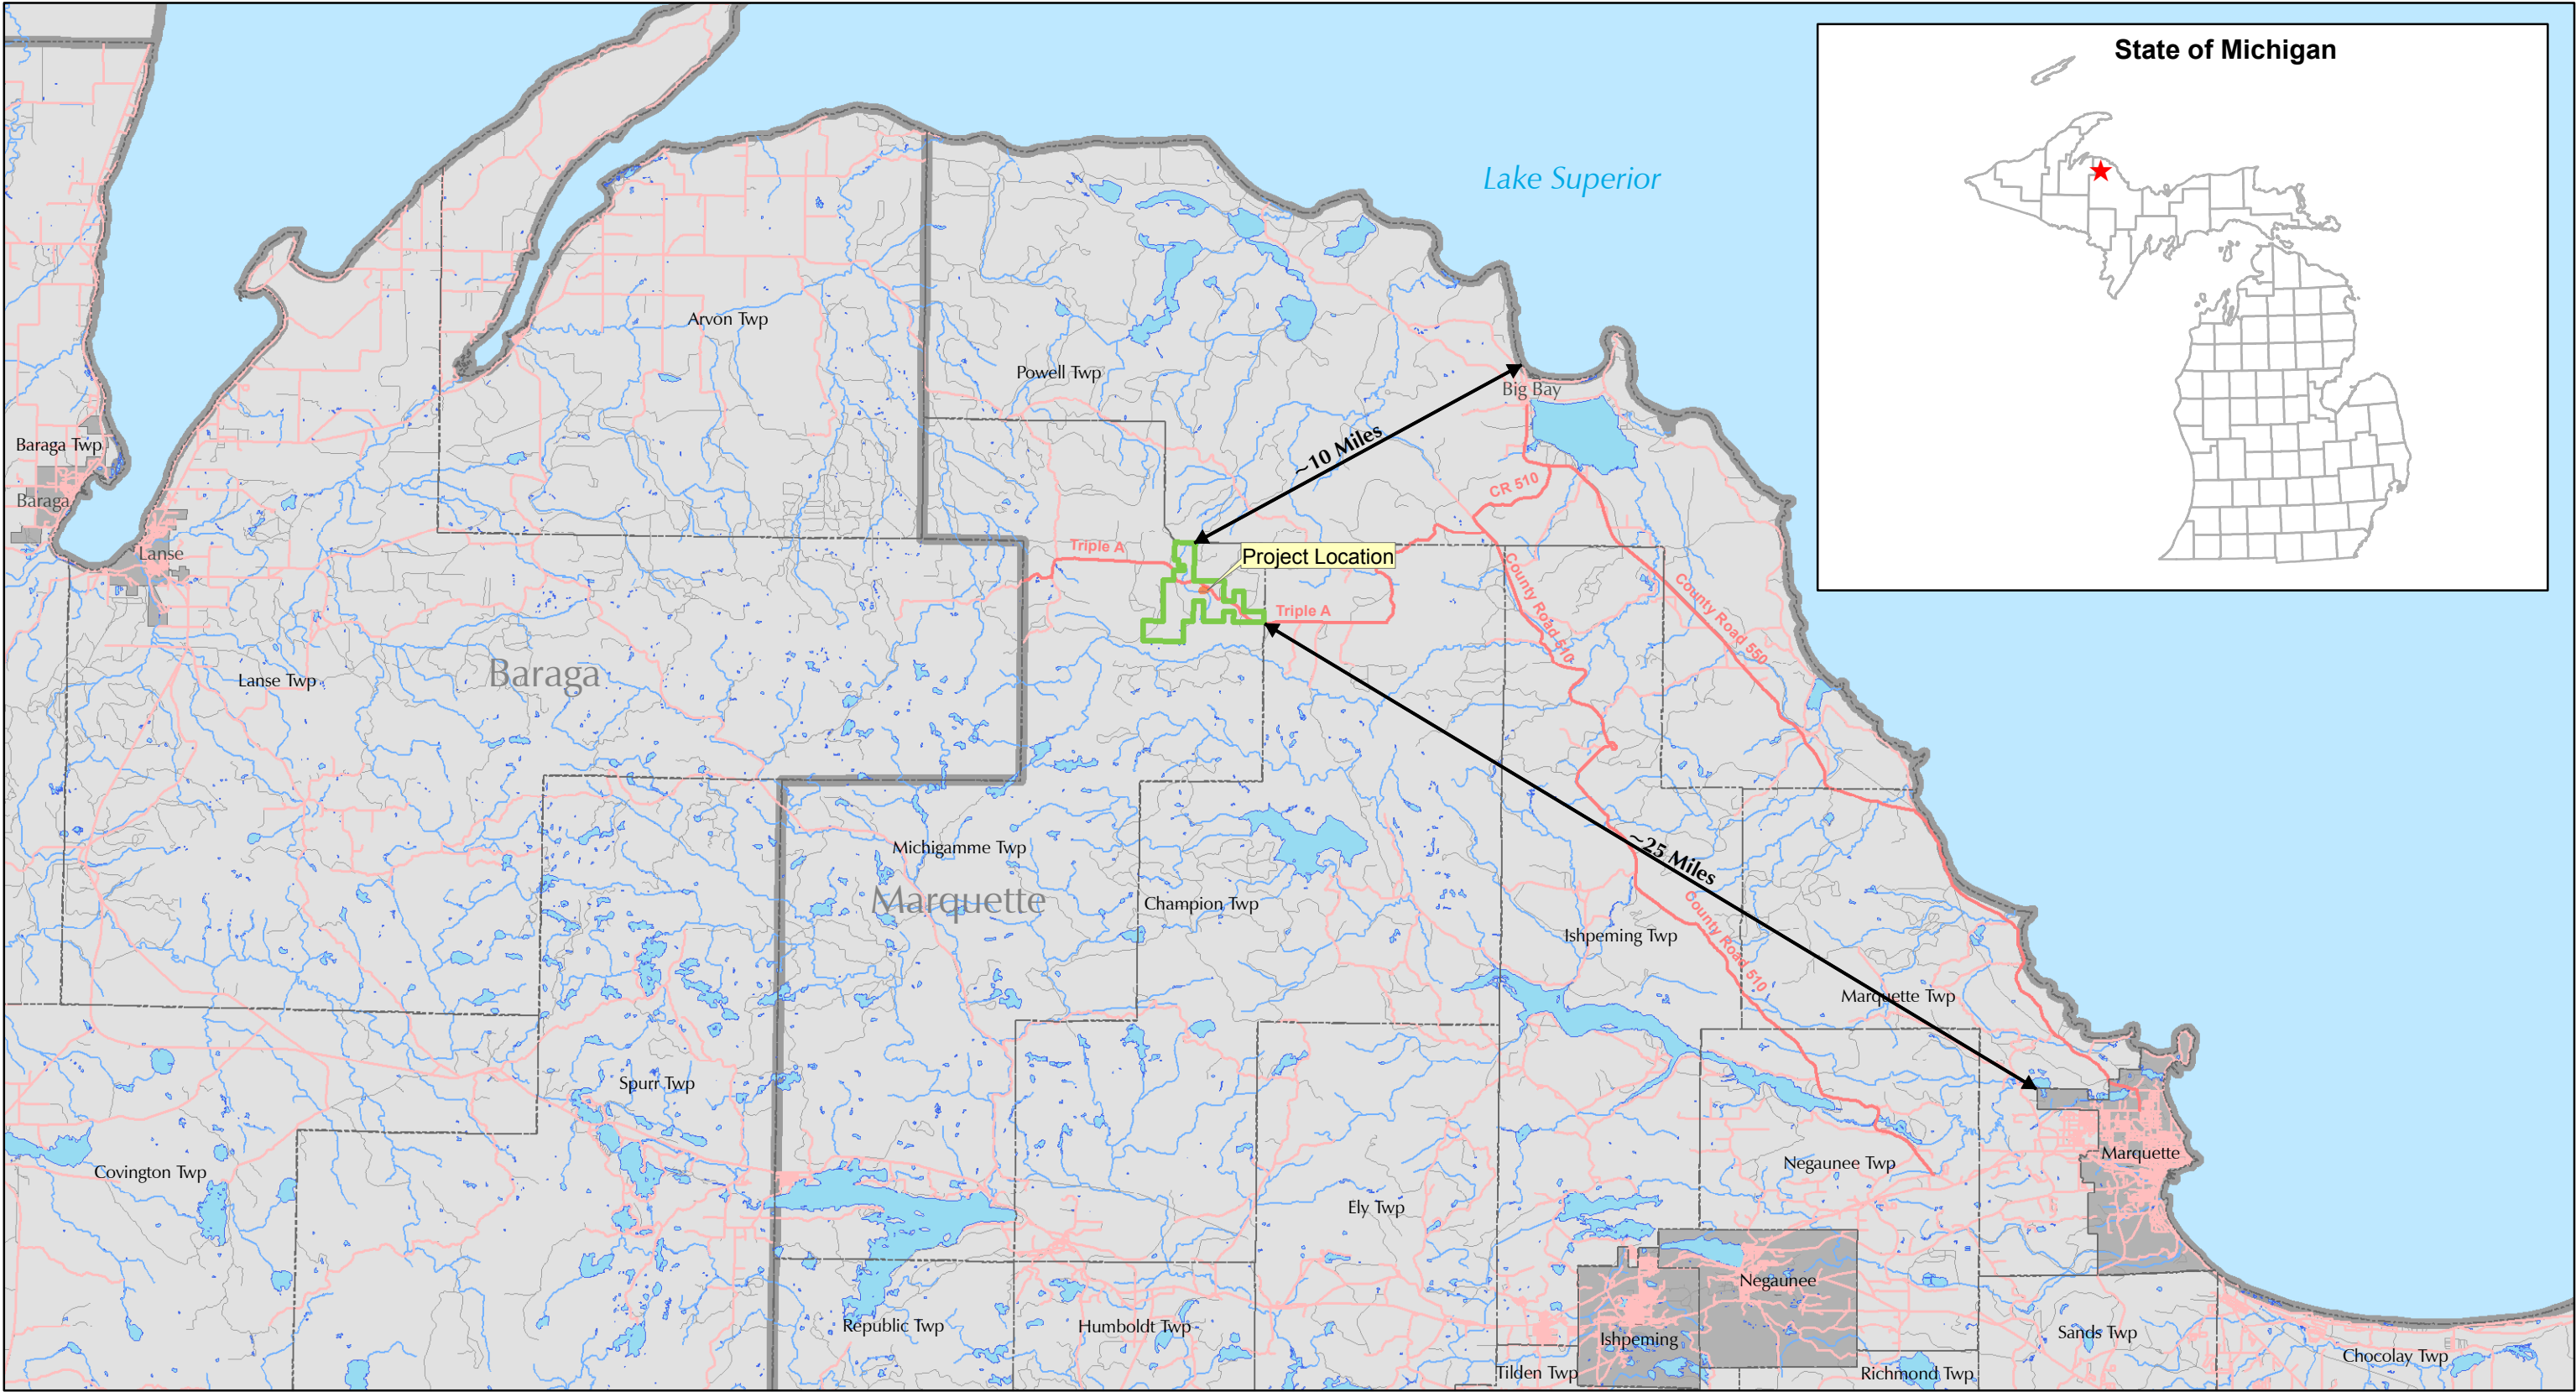 State of Michigan
Lake Superior
Arvon Twp
Powell Twp
Big Bay
~10 Miles
Baraga Twp
Baraga
CR 510
Lanse
Triple A
Project Location
County Road 510
County Road 550
Triple A
Lanse Twp
Baraga
Michigamme Twp
~25 Miles
Marquette
Champion Twp
Ishpeming Twp
County Road 510
Marquette Twp
Spurr Twp
Covington Twp
Negaunee Twp
Marquette
Ely Twp
Negaunee
Republic Twp
Humboldt Twp
Ishpeming
Sands Twp
Chocolay Twp
Tilden Twp
Richmond Twp